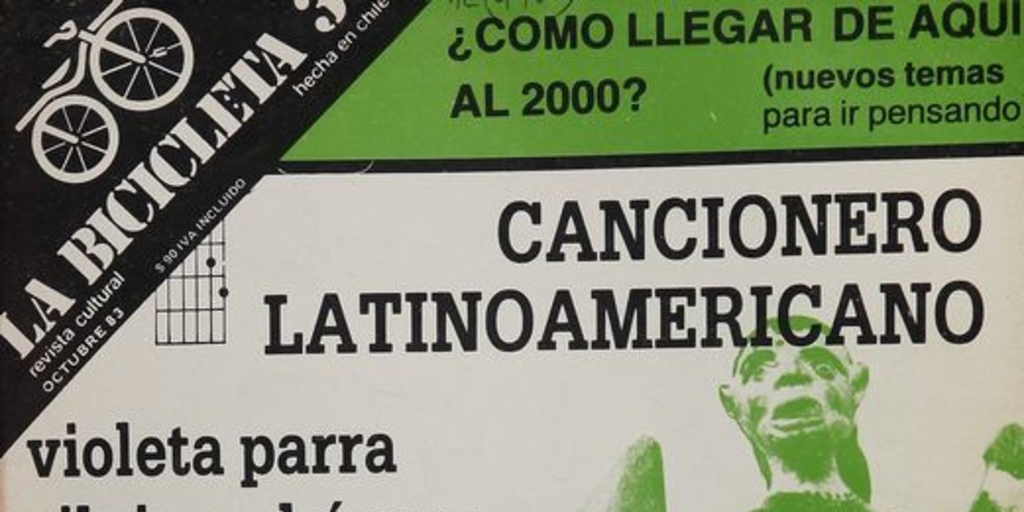 LA BICICLETA 3
hecha en chile
revista cultural
OCTUBRE 83
$ 90 IVA INCLUIDO
¿COMO LLEGAR DE AQUI
AL 2000?
(nuevos temas
para ir pensando
CANCIONERO
LATINOAMERICANO
violeta parra